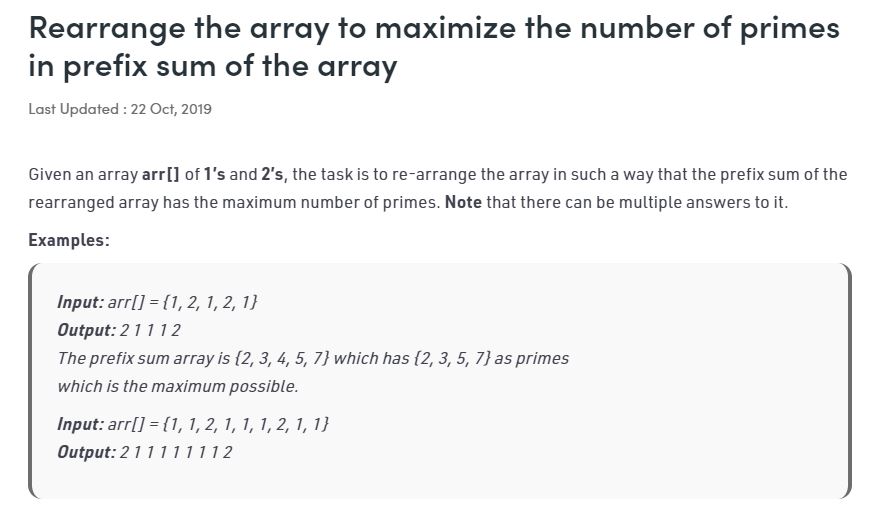 Rearrange the array to maximize the number of primes
in prefix sum of the array
Last Updated : 22 Oct, 2019
Given an array arr[] of 1's and 2's, the task is to re-arrange the array in such a way that the prefix sum of the
rearranged array has the maximum number of primes. Note that there can be multiple answers to it.
Examples:
Input: arr[] = {1, 2, 1, 2, 1}
Output: 2 1 1 1 2
The prefix sum array is {2, 3, 4, 5, 7} which has {2, 3, 5, 7} as primes
which is the maximum possible.
Input: arr[] = {1, 1, 2, 1, 1, 1, 2, 1, 1}
Output: 2 1 1 1 1 1 1 1 2